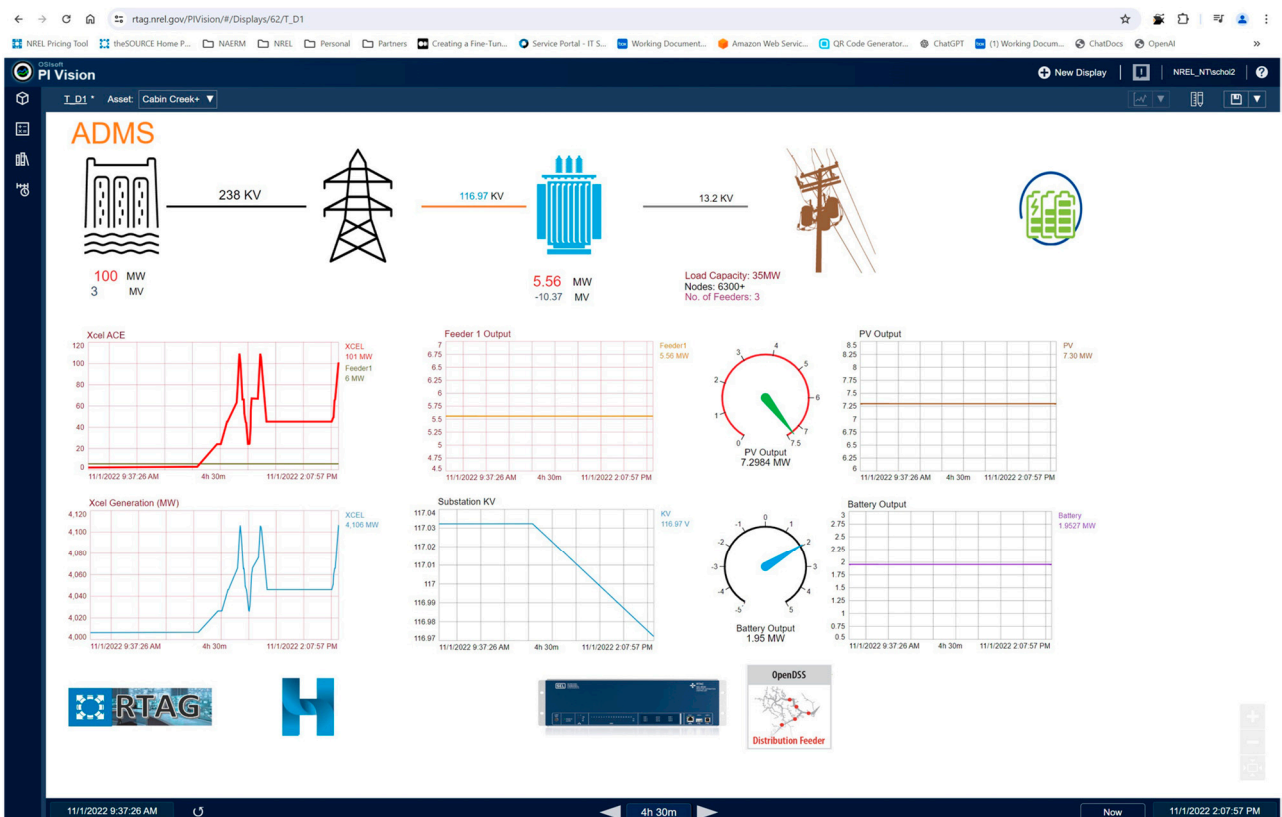 rtag.nrel.gov/PIVision/#/Displays/62/T_D1
NREL Pricing Tool theSOURCE Home P... NAERM NREL Personal Partners Creating a Fine-Tun... Service Portal - IT S... Working Document... Amazon Web Servic... QR Code Generator... ChatGPT (1) Working Docum... ChatDocs OpenAI »
OSIsoft
PI Vision
New Display
NREL_NT\schoi2
T_D1 * Asset: Cabin Creek+
ADMS
238 KV
116.97 KV
13.2 KV
100 MW
3 MV
5.56 MW
-10.37 MV
Load Capacity: 35MW
Nodes: 6300+
No. of Feeders: 3
Xcel ACE
120
100
80
60
40
20
0
XCEL
101 MW
Feeder1
6 MW
11/1/2022 9:37:26 AM 4h 30m 11/1/2022 2:07:57 PM
Feeder 1 Output
7
6.75
6.5
6.25
6
5.75
5.5
5.25
5
4.75
4.5
Feeder1
5.56 MW
11/1/2022 9:37:26 AM 4h 30m 11/1/2022 2:07:57 PM
0
1
2
3
4
5
6
7
7.5
PV Output
7.2984 MW
PV Output
8.5
8.25
8
7.75
7.5
7.25
7
6.75
6.5
6.25
6
PV
7.30 MW
11/1/2022 9:37:26 AM 4h 30m 11/1/2022 2:07:57 PM
Xcel Generation (MW)
4,120
4,100
4,080
4,060
4,040
4,020
4,000
XCEL
4,106 MW
11/1/2022 9:37:26 AM 4h 30m 11/1/2022 2:07:57 PM
Substation KV
117.04
117.03
117.02
117.01
117
116.99
116.98
116.97
KV
116.97 V
11/1/2022 9:37:26 AM 4h 30m 11/1/2022 2:07:57 PM
-5
-4
-3
-2
-1
0
1
2
3
4
5
Battery Output
1.95 MW
Battery Output
3
2.75
2.5
2.25
2
1.75
1.5
1.25
1
0.75
0.5
Battery
1.9527 MW
11/1/2022 9:37:26 AM 4h 30m 11/1/2022 2:07:57 PM
RTAG
SEL
OpenDSS
Distribution Feeder
11/1/2022 9:37:26 AM
4h 30m
Now
11/1/2022 2:07:57 PM